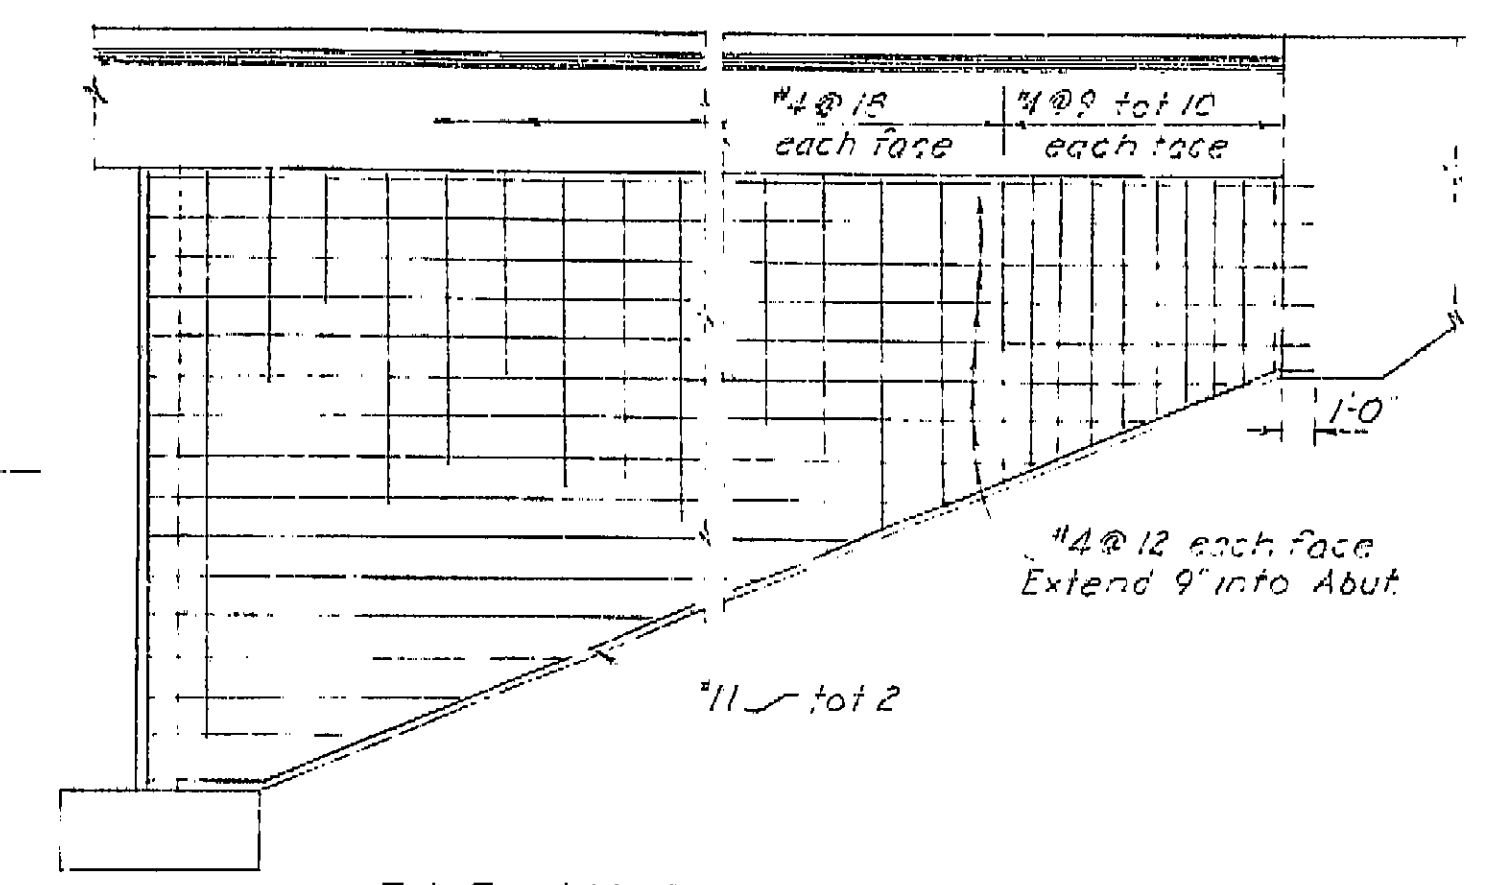 #4@18
each face
#4@9 tot 10
each face
1'-0"
#4@12 each face
Extend 9" into Abut.
#11 tot 2